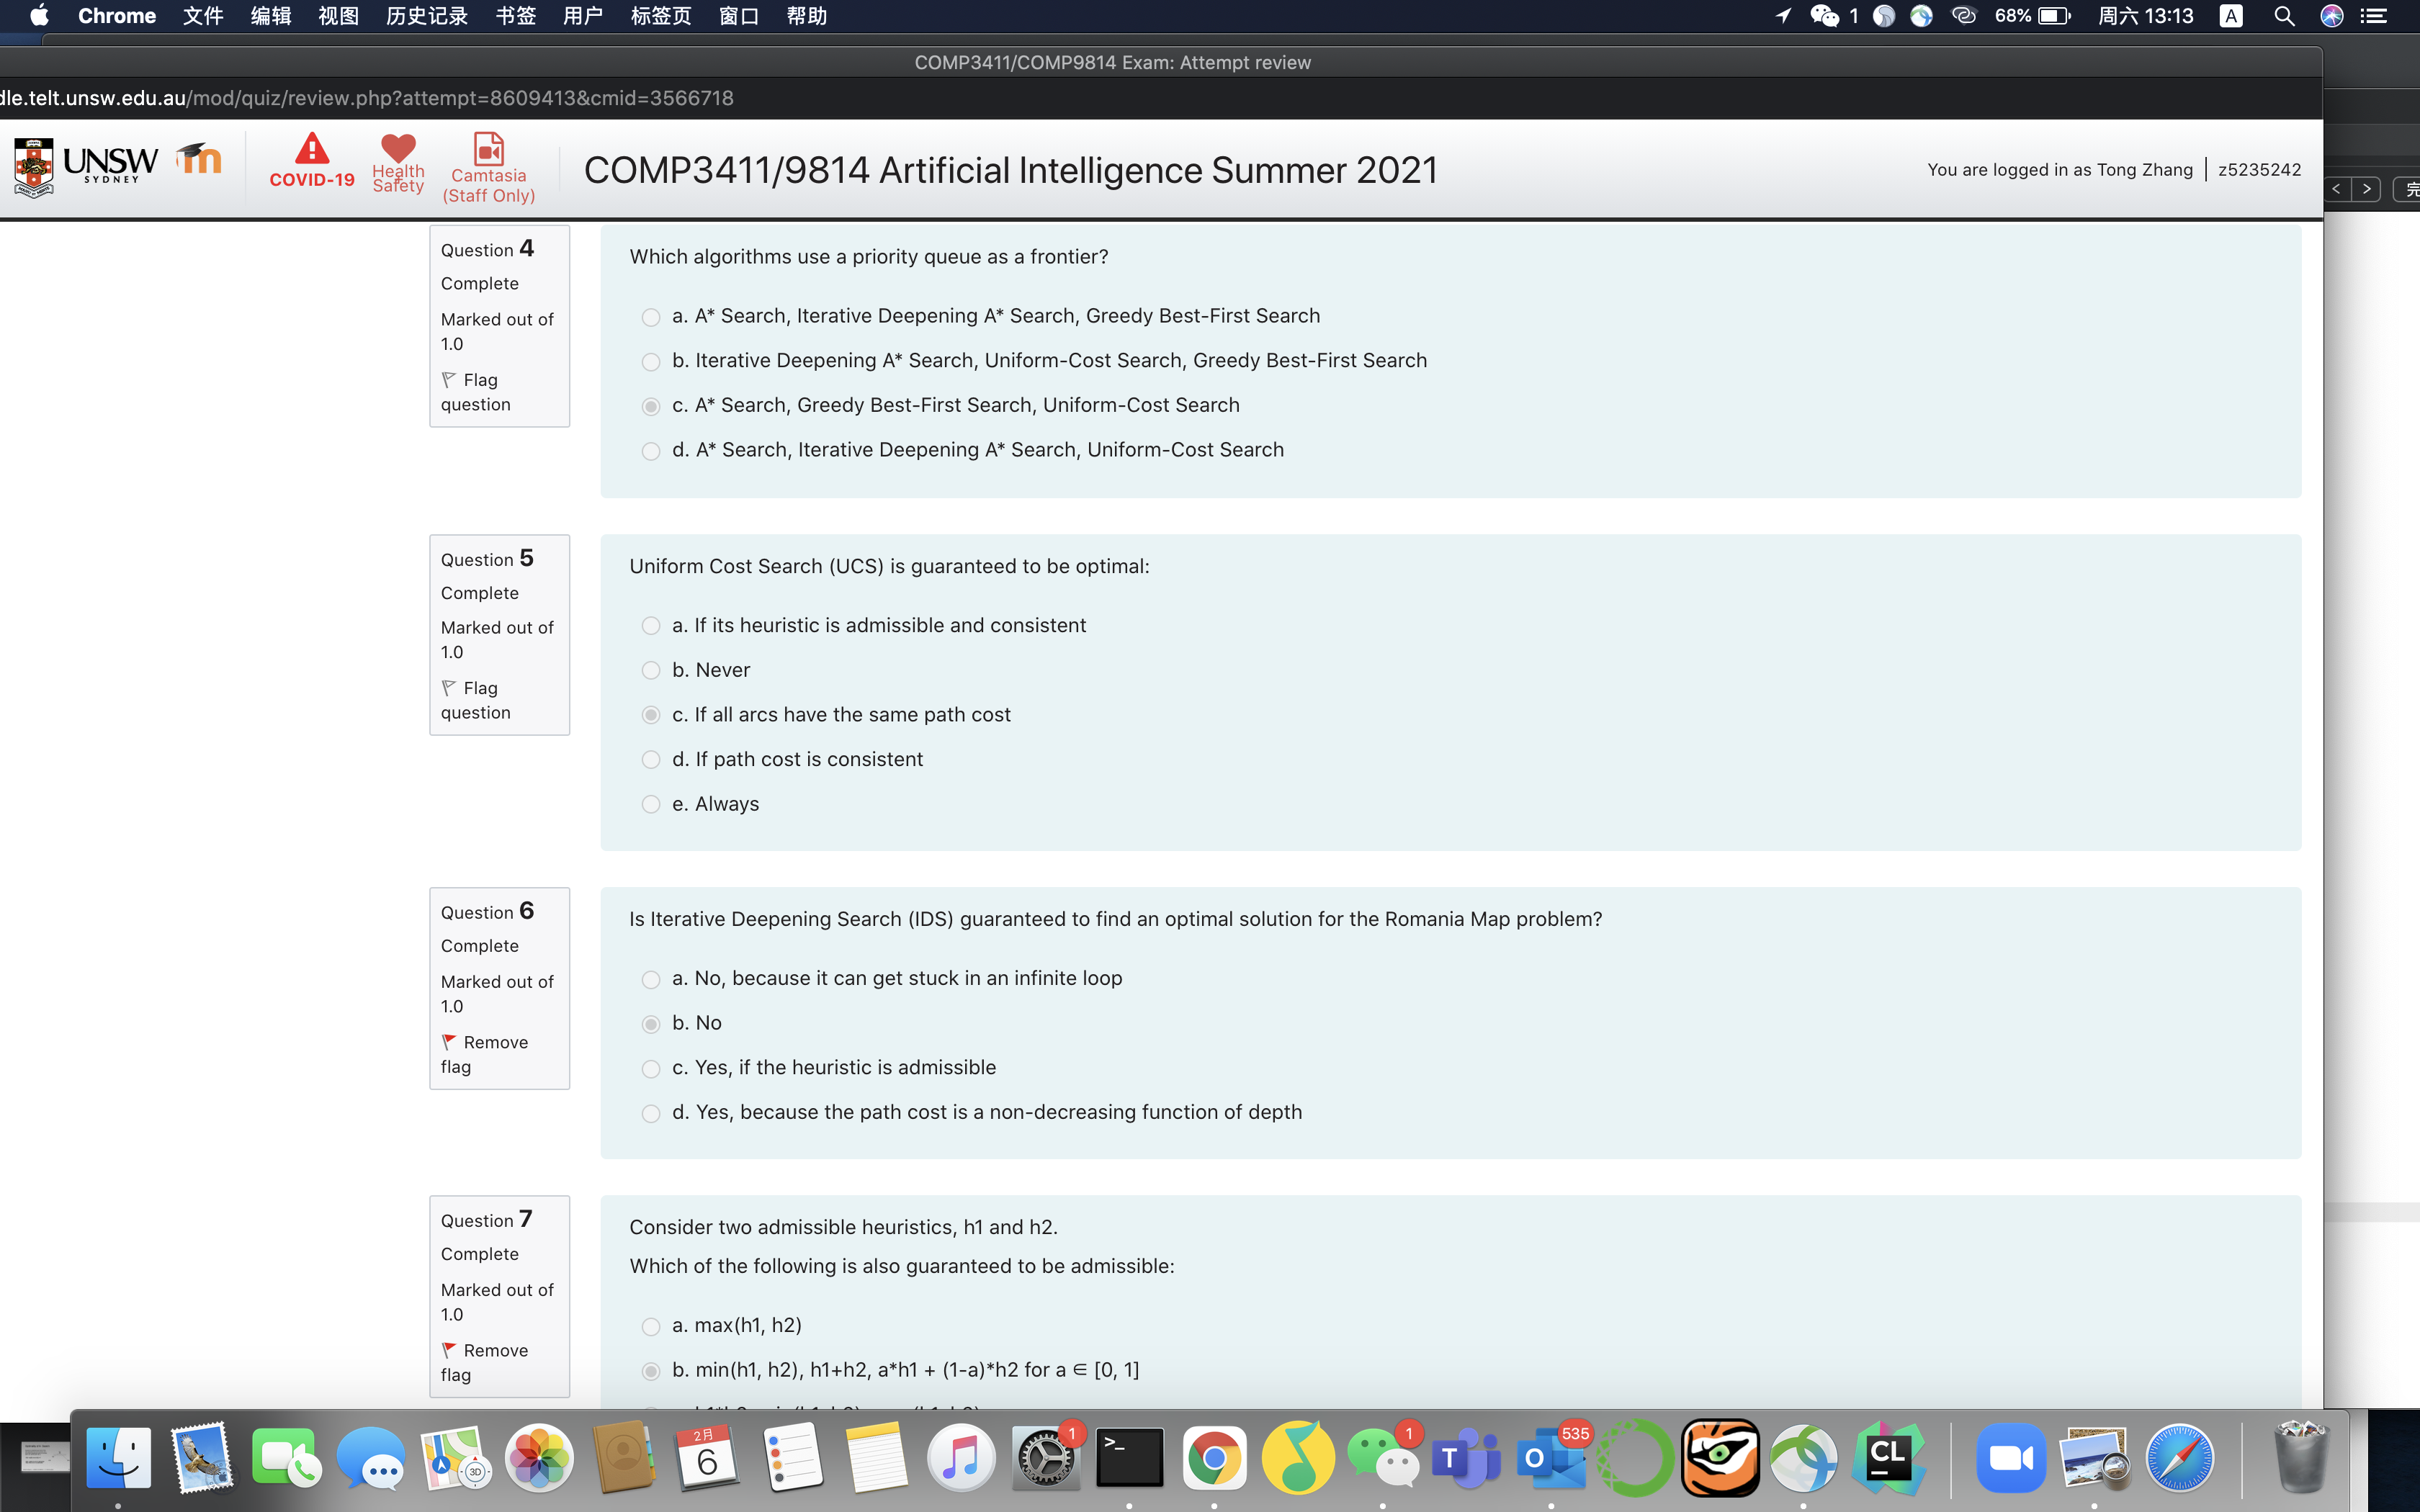 Chrome 文件 编辑 视图 历史记录 书签 用户 标签页 窗口 帮助 1 68% 周六 13:13 A
COMP3411/COMP9814 Exam: Attempt review
dle.telt.unsw.edu.au/mod/quiz/review.php?attempt=8609413&cmid=3566718
UNSW
SYDNEY
COVID-19
Health
Safety
Camtasia
(Staff Only)
COMP3411/9814 Artificial Intelligence Summer 2021
You are logged in as Tong Zhang | z5235242
< > 完
Question 4
Complete
Marked out of
1.0
Flag
question
Which algorithms use a priority queue as a frontier?
a. A* Search, Iterative Deepening A* Search, Greedy Best-First Search
b. Iterative Deepening A* Search, Uniform-Cost Search, Greedy Best-First Search
c. A* Search, Greedy Best-First Search, Uniform-Cost Search
d. A* Search, Iterative Deepening A* Search, Uniform-Cost Search
Question 5
Complete
Marked out of
1.0
Flag
question
Uniform Cost Search (UCS) is guaranteed to be optimal:
a. If its heuristic is admissible and consistent
b. Never
c. If all arcs have the same path cost
d. If path cost is consistent
e. Always
Question 6
Complete
Marked out of
1.0
Remove
flag
Is Iterative Deepening Search (IDS) guaranteed to find an optimal solution for the Romania Map problem?
a. No, because it can get stuck in an infinite loop
b. No
c. Yes, if the heuristic is admissible
d. Yes, because the path cost is a non-decreasing function of depth
Question 7
Complete
Marked out of
1.0
Remove
flag
Consider two admissible heuristics, h1 and h2.
Which of the following is also guaranteed to be admissible:
a. max(h1, h2)
b. min(h1, h2), h1+h2, a*h1 + (1-a)*h2 for a ∈ [0, 1]
3D
2月
6
1
>_
1
T
O
535
CL